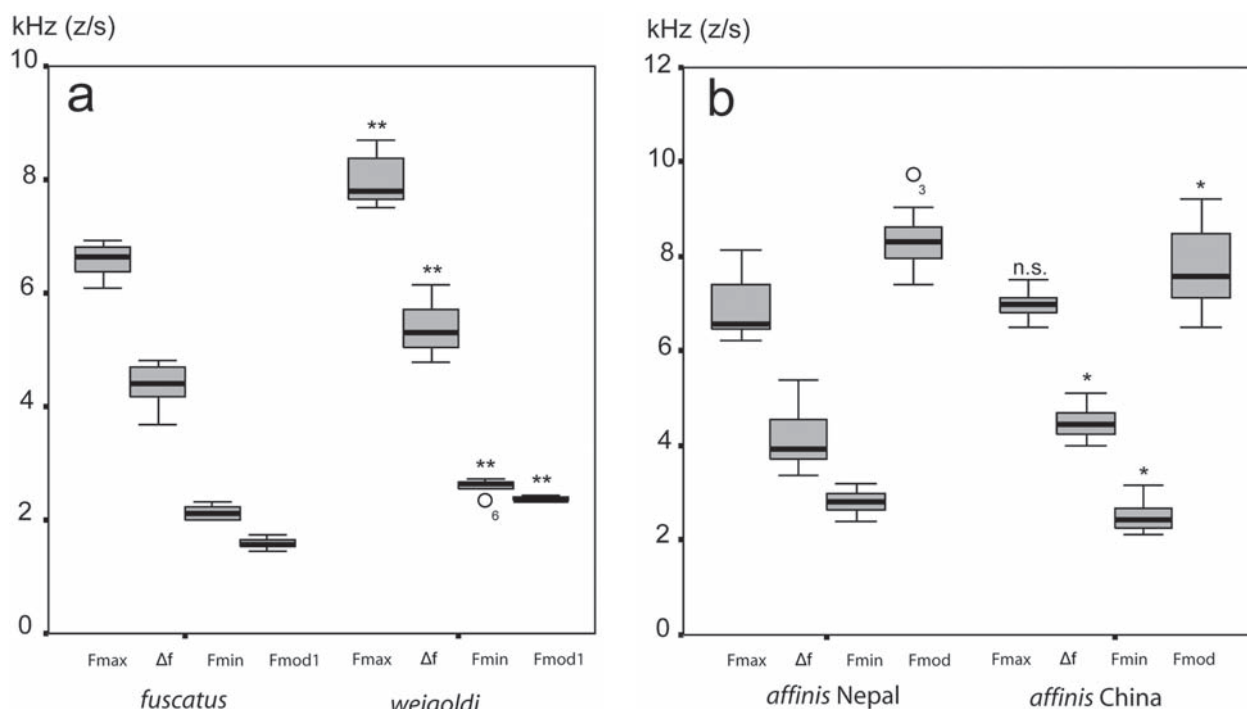 kHz (z/s)
10
8
6
4
2
0
a
**
**
**
**
6
Fmax Δf Fmin Fmod1 Fmax Δf Fmin Fmod1
fuscatus weigoldi
kHz (z/s)
12
10
8
6
4
2
0
b
3
n.s.
*
*
*
Fmax Δf Fmin Fmod Fmax Δf Fmin Fmod
affinis Nepal affinis China